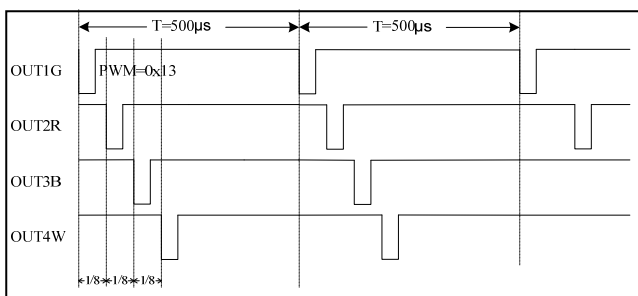 T=500μs T=500μs
OUT1G PWM=0x13
OUT2R
OUT3B
OUT4W
1/8 1/8 1/8